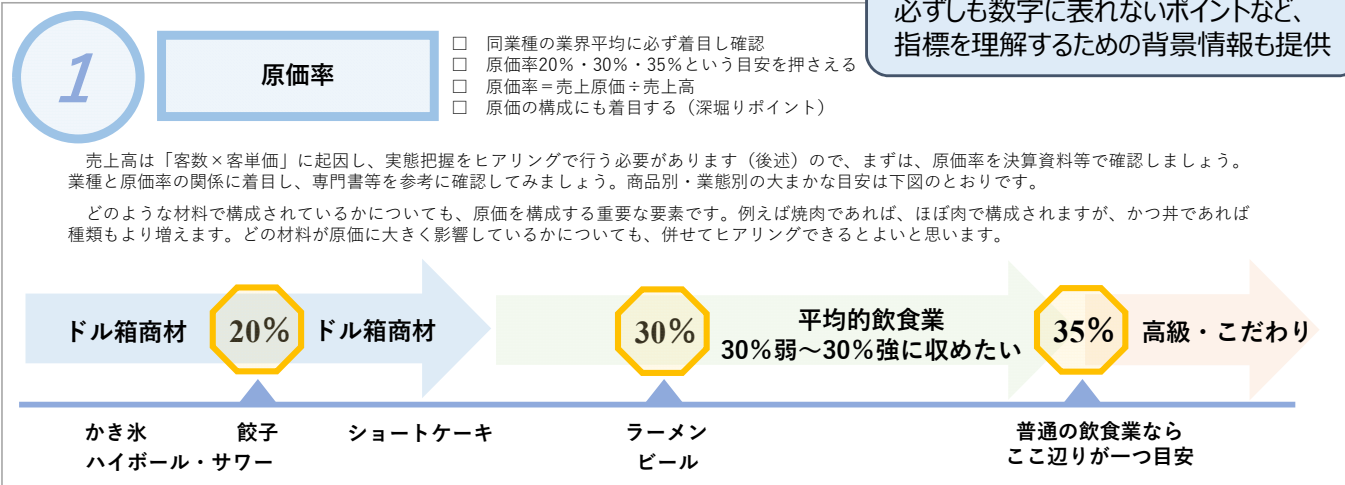 必ずしも数字に表れないポイントなど、
指標を理解するための背景情報も提供
1
原価率
□ 同業種の業界平均に必ず着目し確認
□ 原価率20%・30%・35%という目安を押さえる
□ 原価率＝売上原価÷売上高
□ 原価の構成にも着目する（深堀りポイント）
売上高は「客数×客単価」に起因し、実態把握をヒアリングで行う必要があります（後述）ので、まずは、原価率を決算資料等で確認しましょう。
業種と原価率の関係に着目し、専門書等を参考に確認してみましょう。商品別・業態別の大まかな目安は下図のとおりです。
どのような材料で構成されているかについても、原価を構成する重要な要素です。例えば焼肉であれば、ほぼ肉で構成されますが、かつ丼であれば
種類もより増えます。どの材料が原価に大きく影響しているかについても、併せてヒアリングできるとよいと思います。
ドル箱商材 20% ドル箱商材
30%
平均的飲食業
30%弱～30%強に収めたい
35% 高級・こだわり
かき氷 餃子 ショートケーキ
ハイボール・サワー
ラーメン
ビール
普通の飲食業なら
ここ辺りが一つ目安